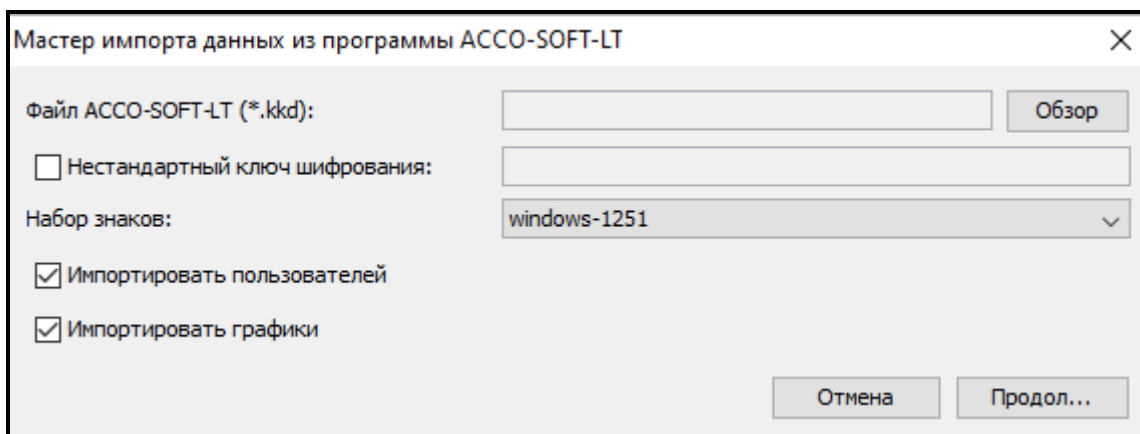 Мастер импорта данных из программы ACCO-SOFT-LT
Файл ACCO-SOFT-LT (*.kkd): Обзор
Нестандартный ключ шифрования:
Набор знаков: windows-1251
Импортировать пользователей
Импортировать графики
Отмена Продол...